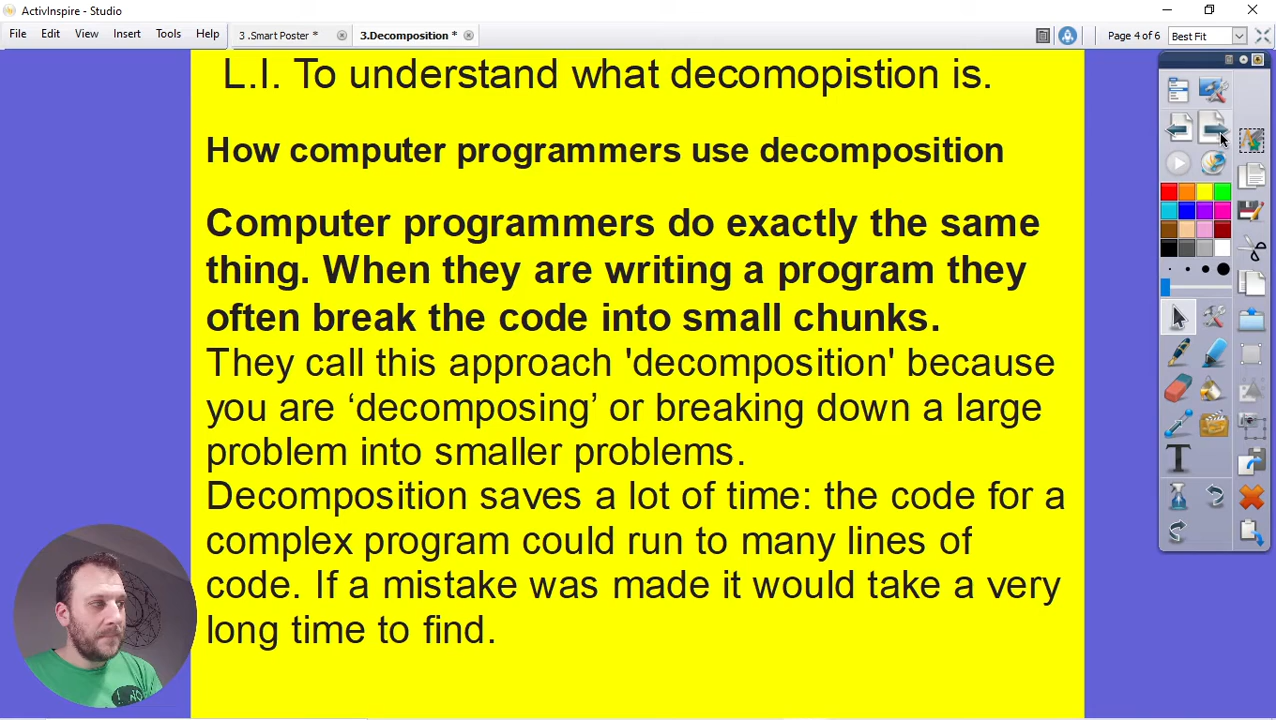 ActivInspire - Studio
File Edit View Insert Tools Help
3 .Smart Poster *
3.Decomposition *
Page 4 of 6
Best Fit
L.I. To understand what decomopistion is.
How computer programmers use decomposition
Computer programmers do exactly the same
thing. When they are writing a program they
often break the code into small chunks.
They call this approach 'decomposition' because
you are ‘decomposing’ or breaking down a large
problem into smaller problems.
Decomposition saves a lot of time: the code for a
complex program could run to many lines of
code. If a mistake was made it would take a very
long time to find.
T